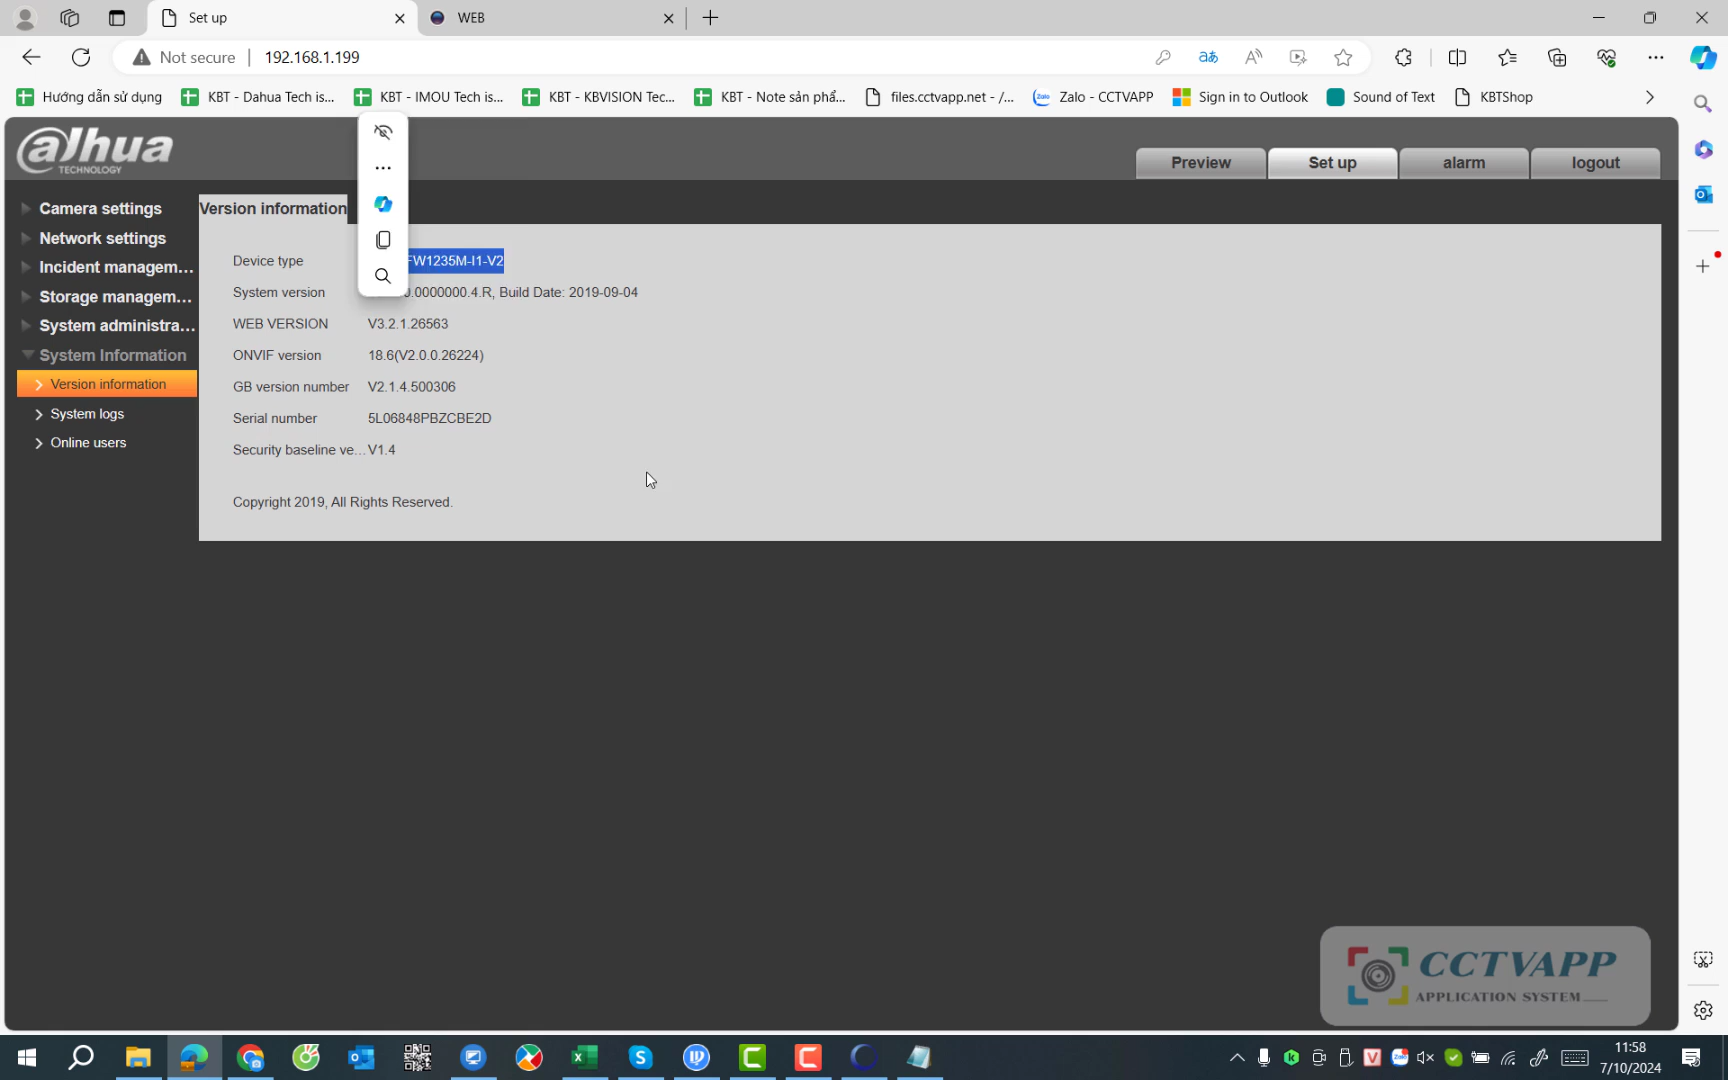 Set up
WEB
Not secure
192.168.1.199
Hướng dẫn sử dụng
KBT - Dahua Tech is...
KBT - IMOU Tech is...
KBT - KBVISION Tec...
KBT - Note sản phẩ...
files.cctvapp.net - /...
Zalo - CCTVAPP
Sign in to Outlook
Sound of Text
KBTShop
alhua
TECHNOLOGY
Preview
Set up
alarm
logout
Camera settings
Network settings
Incident managem...
Storage managem...
System administra...
System Information
Version information
System logs
Online users
Version information
Device type FW1235M-I1-V2
System version .0000000.4.R, Build Date: 2019-09-04
WEB VERSION V3.2.1.26563
ONVIF version 18.6(V2.0.0.26224)
GB version number V2.1.4.500306
Serial number 5L06848PBZCBE2D
Security baseline ve... V1.4
Copyright 2019, All Rights Reserved.
CCTVAPP
APPLICATION SYSTEM
11:58
7/10/2024